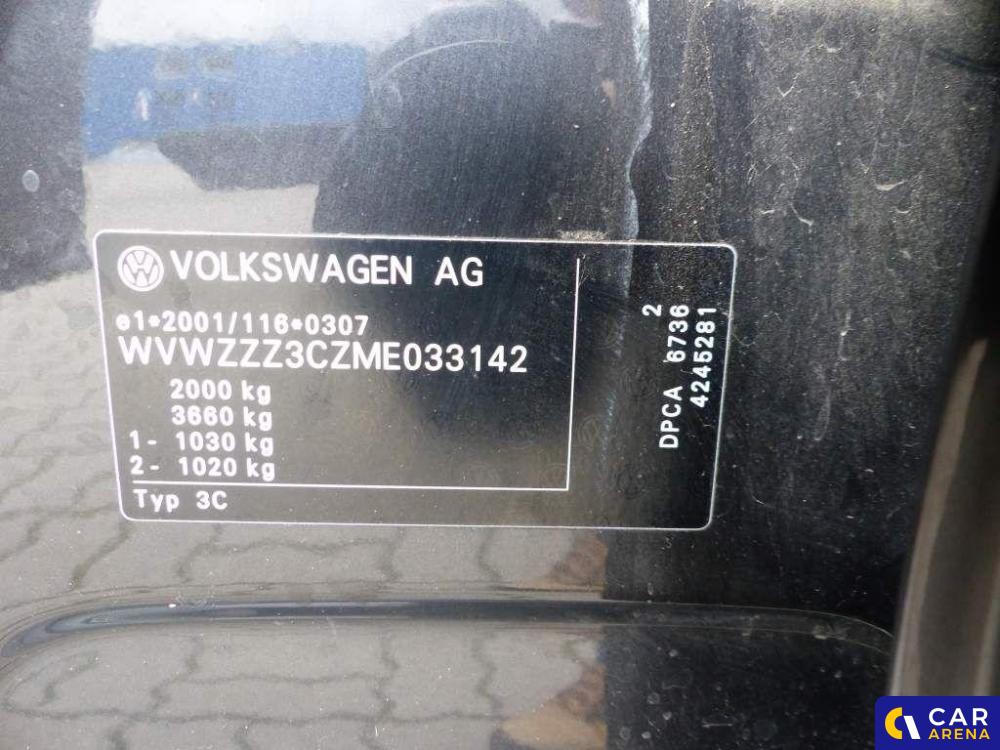 VOLKSWAGEN AG
e1*2001/116*0307
WVWZZZ3CZME033142
2000 kg
3660 kg
1- 1030 kg
2- 1020 kg
Typ 3C
2
DPCA 6736
4245281
CAR
ARENA